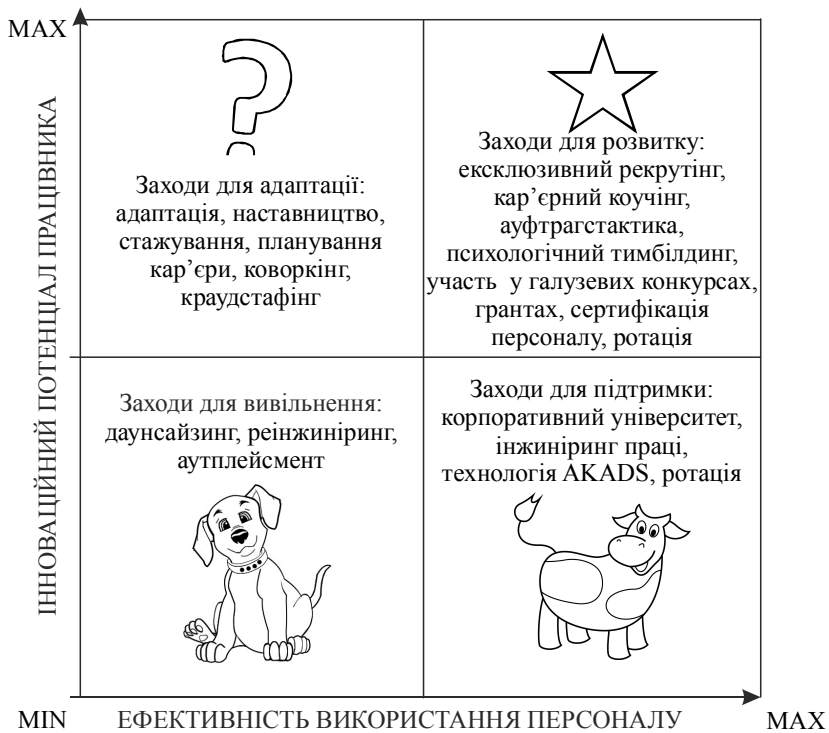 MAX
ІННОВАЦІЙНИЙ ПОТЕНЦІАЛ ПРАЦІВНИКА
?
Заходи для адаптації:
адаптація, наставництво,
стажування, планування
кар’єри, коворкінг,
краудстафінг
Заходи для розвитку:
ексклюзивний рекрутінг,
кар’єрний коучінг,
ауфтрагстактика,
психологічний тимбілдинг,
участь у галузевих конкурсах,
грантах, сертифікація
персоналу, ротація
Заходи для вивільнення:
даунсайзинг, реінжиніринг,
аутплейсмент
Заходи для підтримки:
корпоративний університет,
інжиніринг праці,
технологія AKADS, ротація
MIN
ЕФЕКТИВНІСТЬ ВИКОРИСТАННЯ ПЕРСОНАЛУ
MAX